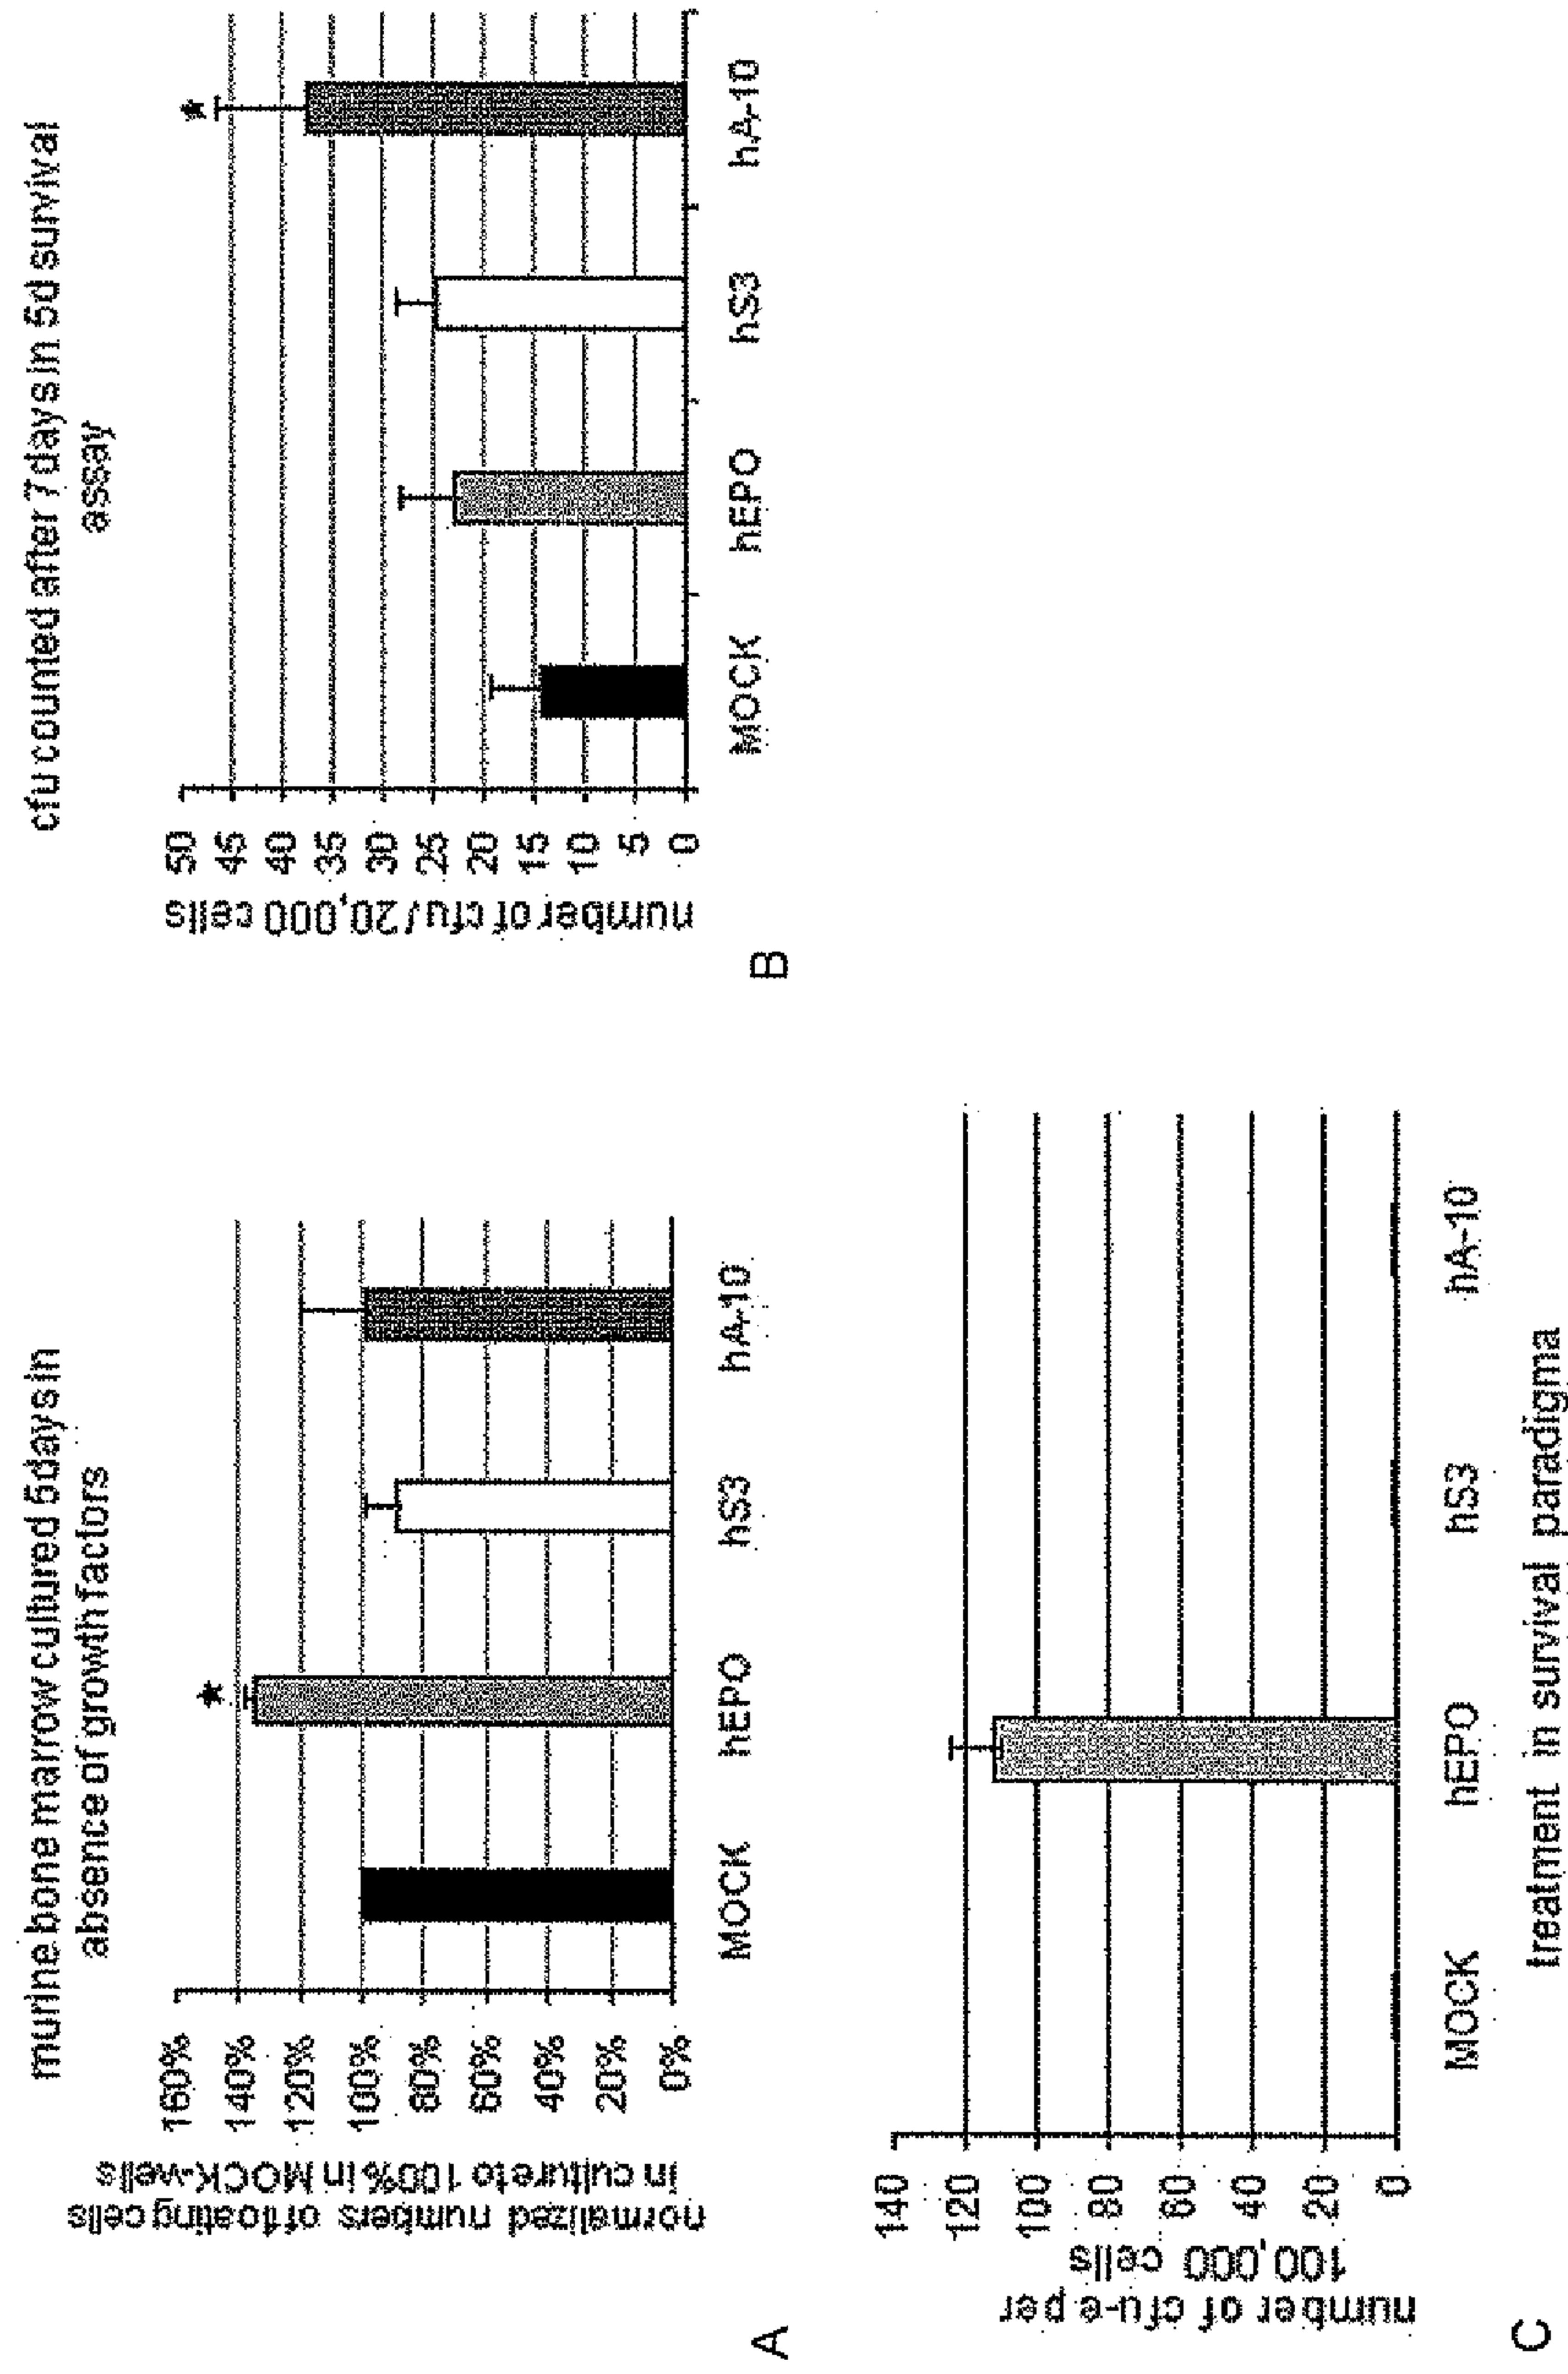 murine bone marrow cultured 5days in
absence of growth factors
normalized numbers of floating cells
in culture to 100% in MOCK-wells
160%
140%
120%
100%
80%
60%
40%
20%
0%
MOCK hEPO hS3 hA-10
A
cfu counted after 7 days in 5d survival
assay
number of cfu / 20,000 cells
50
45
40
35
30
25
20
15
10
5
0
MOCK hEPO hS3 hA-10
B
number of cfu-e per
100,000 cells
140
120
100
80
60
40
20
0
MOCK hEPO hS3 hA-10
treatment in survival paradigma
C